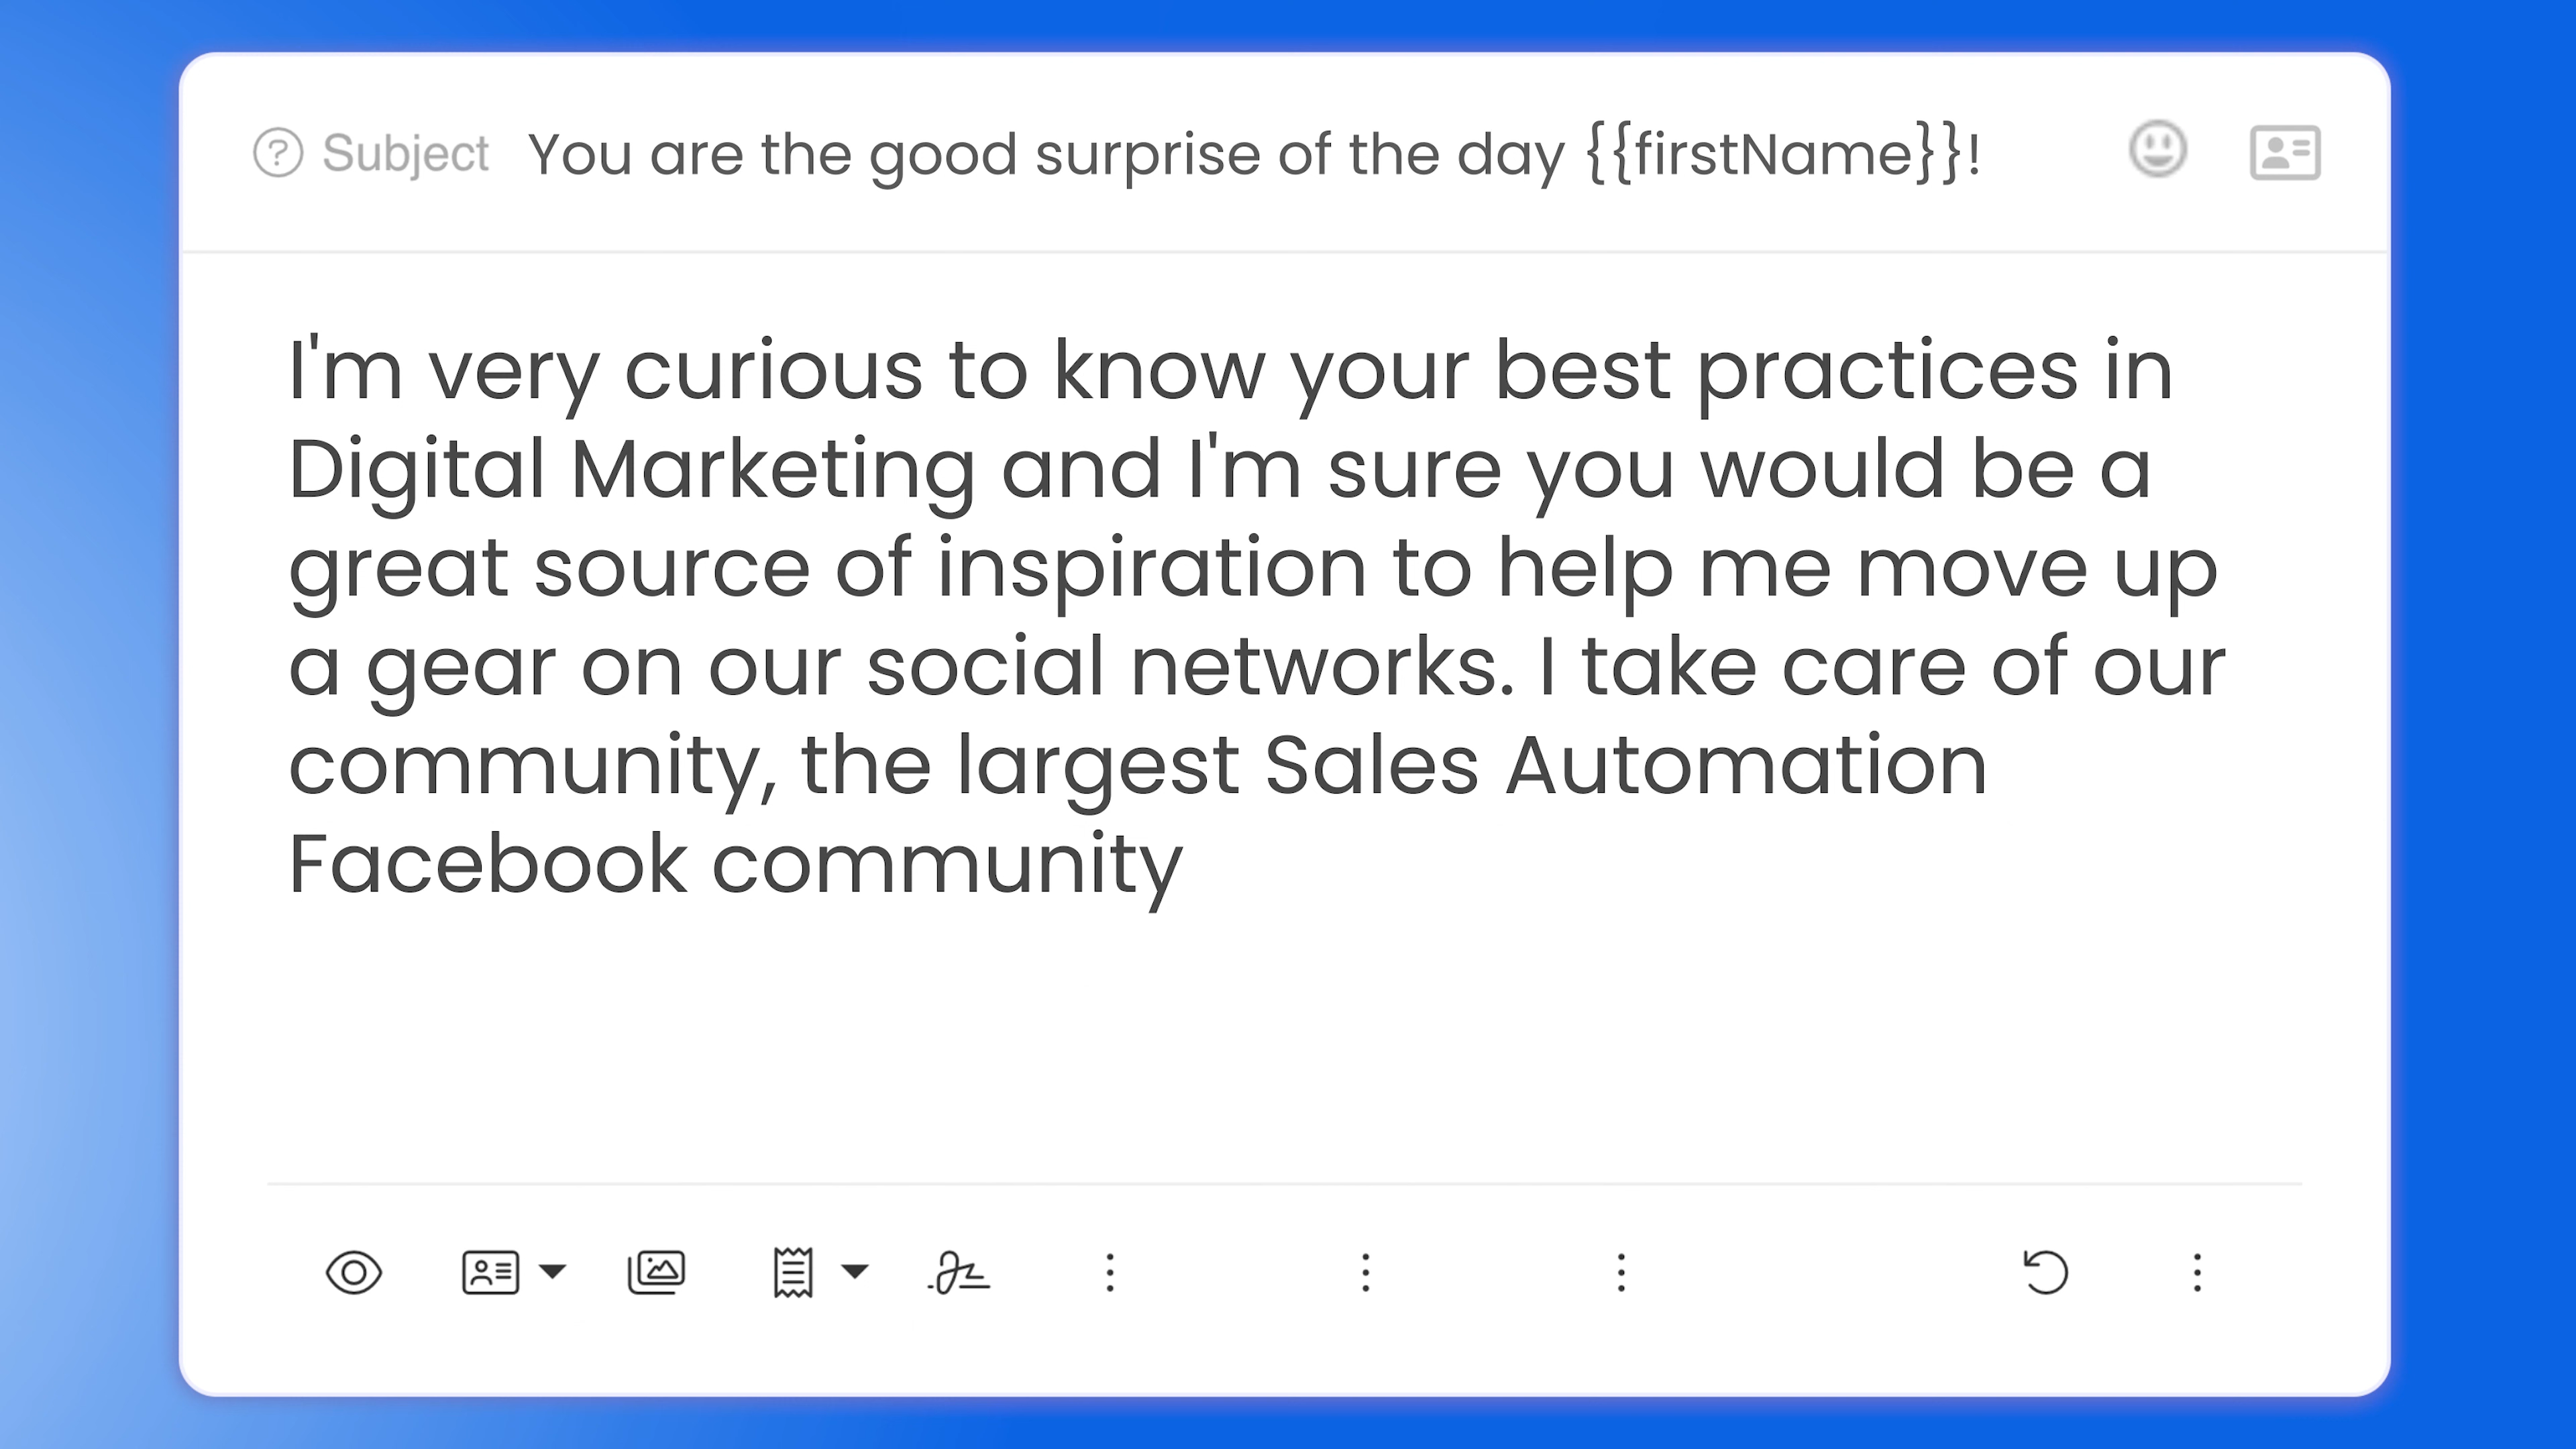 Subject You are the good surprise of the day {{firstName}}!
I'm very curious to know your best practices in
Digital Marketing and I'm sure you would be a
great source of inspiration to help me move up
a gear on our social networks. I take care of our
community, the largest Sales Automation
Facebook community